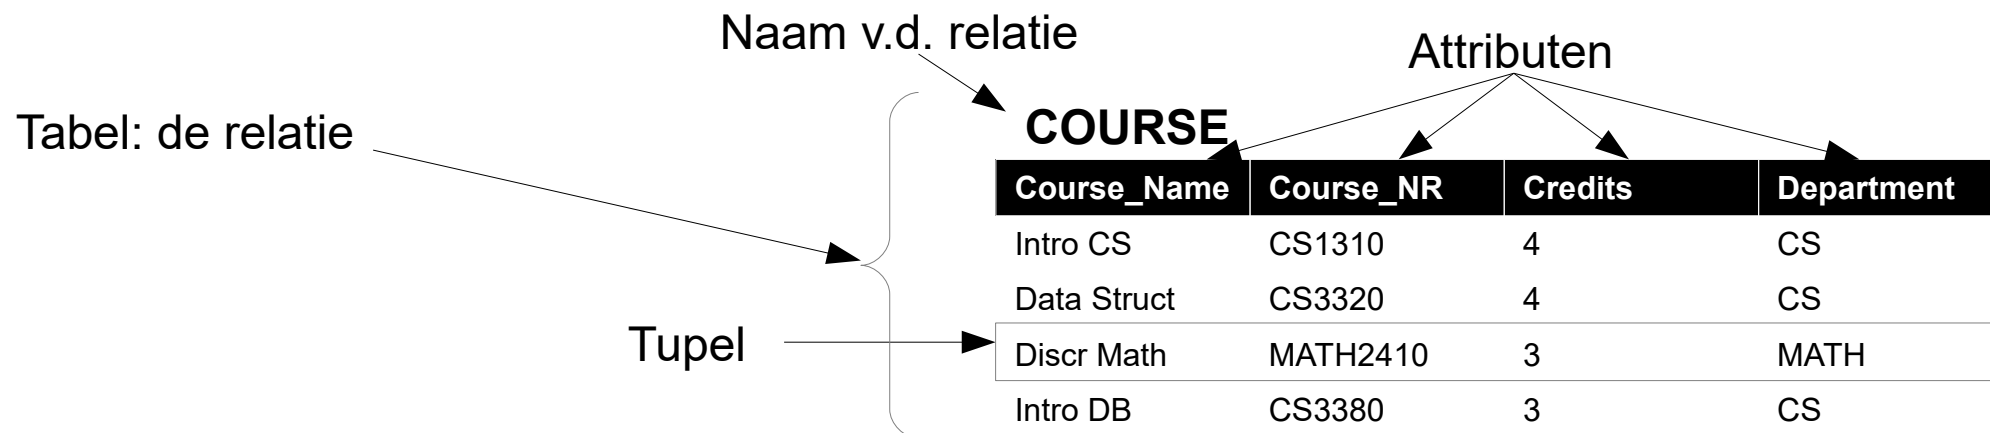 Naam v.d. relatie
Attributen
Tabel: de relatie
COURSE
Course_Name Course_NR Credits Department
Intro CS CS1310 4 CS
Data Struct CS3320 4 CS
Tupel
Discr Math MATH2410 3 MATH
Intro DB CS3380 3 CS